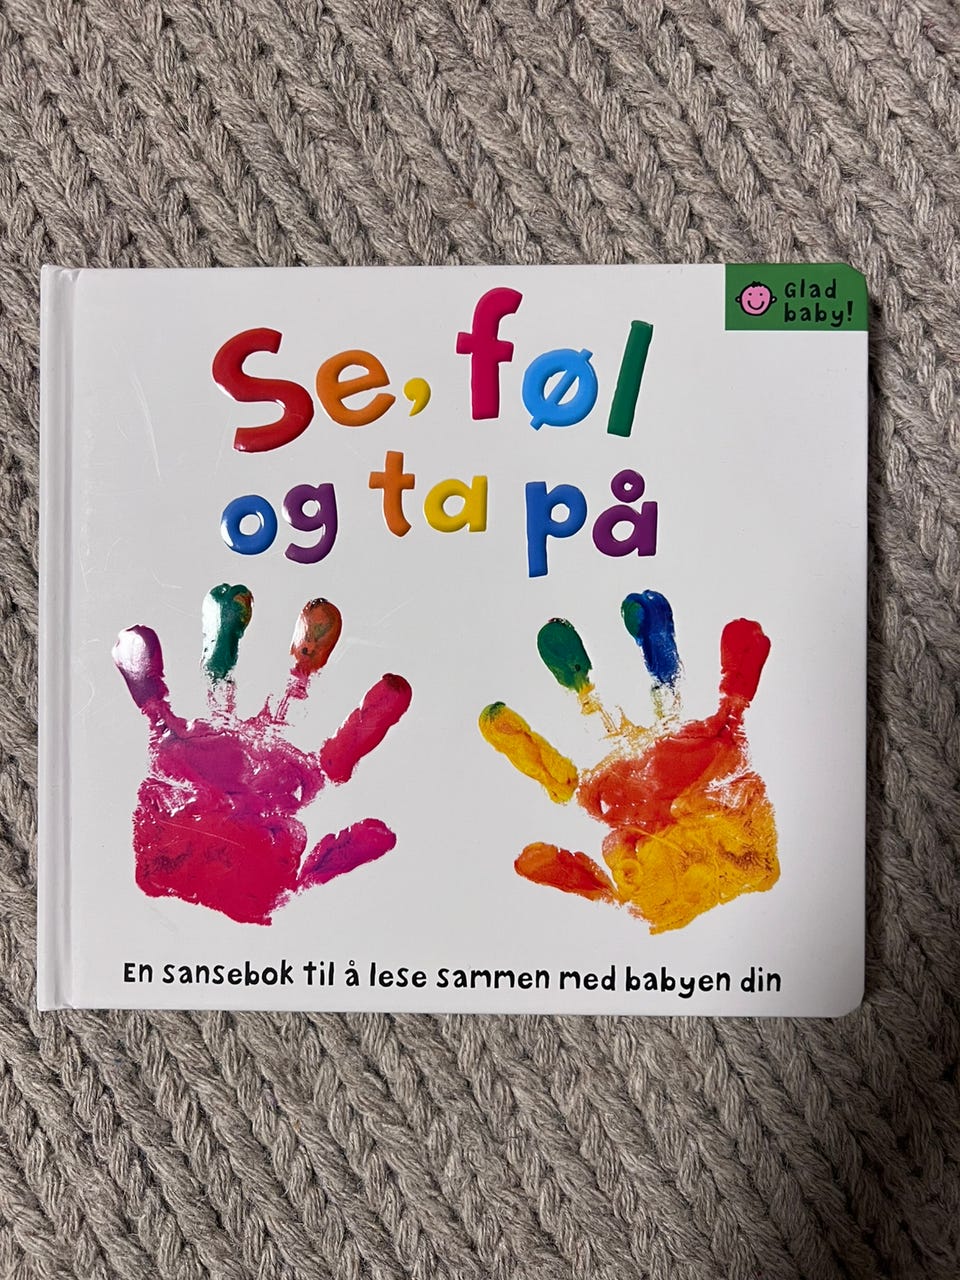 Glad
baby!
Se, føl
og ta på
En sansebok til å lese sammen med babyen din